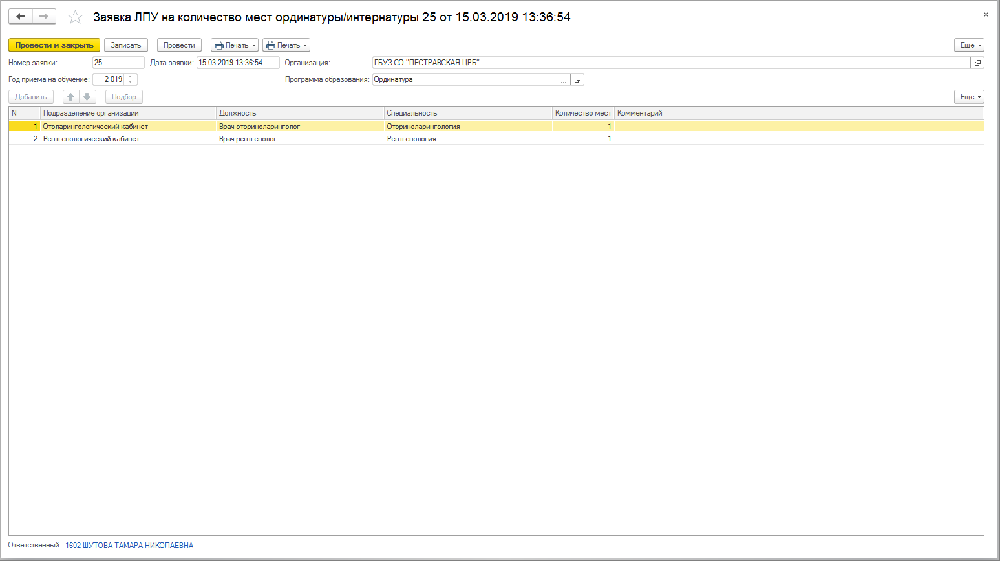 Заявка ЛПУ на количество мест ординатуры/интернатуры 25 от 15.03.2019 13:36:54
Провести и закрыть Записать Провести Печать Печать Еще
Номер заявки: 25 Дата заявки: 15.03.2019 13:36:54 Организация: ГБУЗ СО "ПЕСТРАВСКАЯ ЦРБ"
Год приема на обучение: 2 019 Программа образования: Ординатура ...
Добавить Подбор Еще
N Подразделение организации Должность Специальность Количество мест Комментарий
1 Отоларингологический кабинет Врач-оториноларинголог Оториноларингология 1
2 Рентгенологический кабинет Врач-рентгенолог Рентгенология 1
Ответственный: 1602 ШУТОВА ТАМАРА НИКОЛАЕВНА